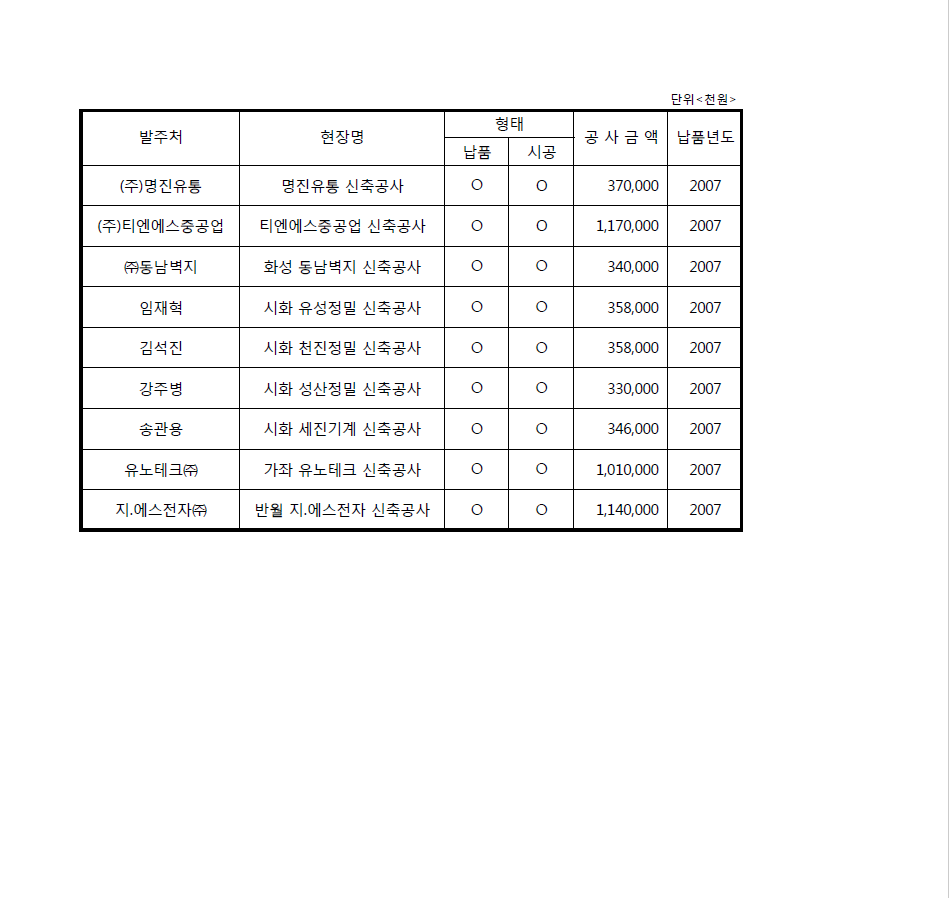 단위<천원>
발주처 현장명 형태 공 사 금 액 납품년도
납품 시공
(주)명진유통 명진유통 신축공사 O O 370,000 2007
(주)티엔에스중공업 티엔에스중공업 신축공사 O O 1,170,000 2007
㈜동남벽지 화성 동남벽지 신축공사 O O 340,000 2007
임재혁 시화 유성정밀 신축공사 O O 358,000 2007
김석진 시화 천진정밀 신축공사 O O 358,000 2007
강주병 시화 성산정밀 신축공사 O O 330,000 2007
송관용 시화 세진기계 신축공사 O O 346,000 2007
유노테크㈜ 가좌 유노테크 신축공사 O O 1,010,000 2007
지.에스전자㈜ 반월 지.에스전자 신축공사 O O 1,140,000 2007